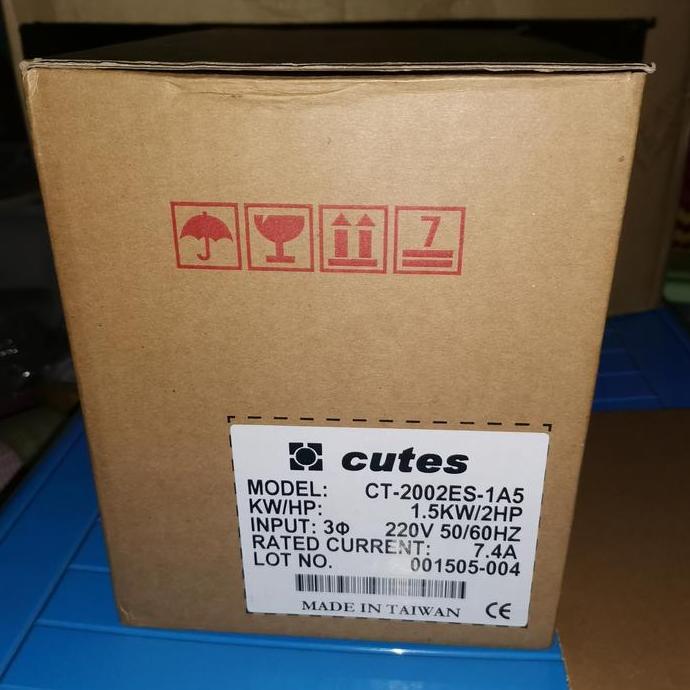 7
cutes
MODEL: CT-2002ES-1A5
KW/HP: 1.5KW/2HP
INPUT: 3Φ 220V 50/60HZ
RATED CURRENT: 7.4A
LOT NO. 001505-004
MADE IN TAIWAN CE